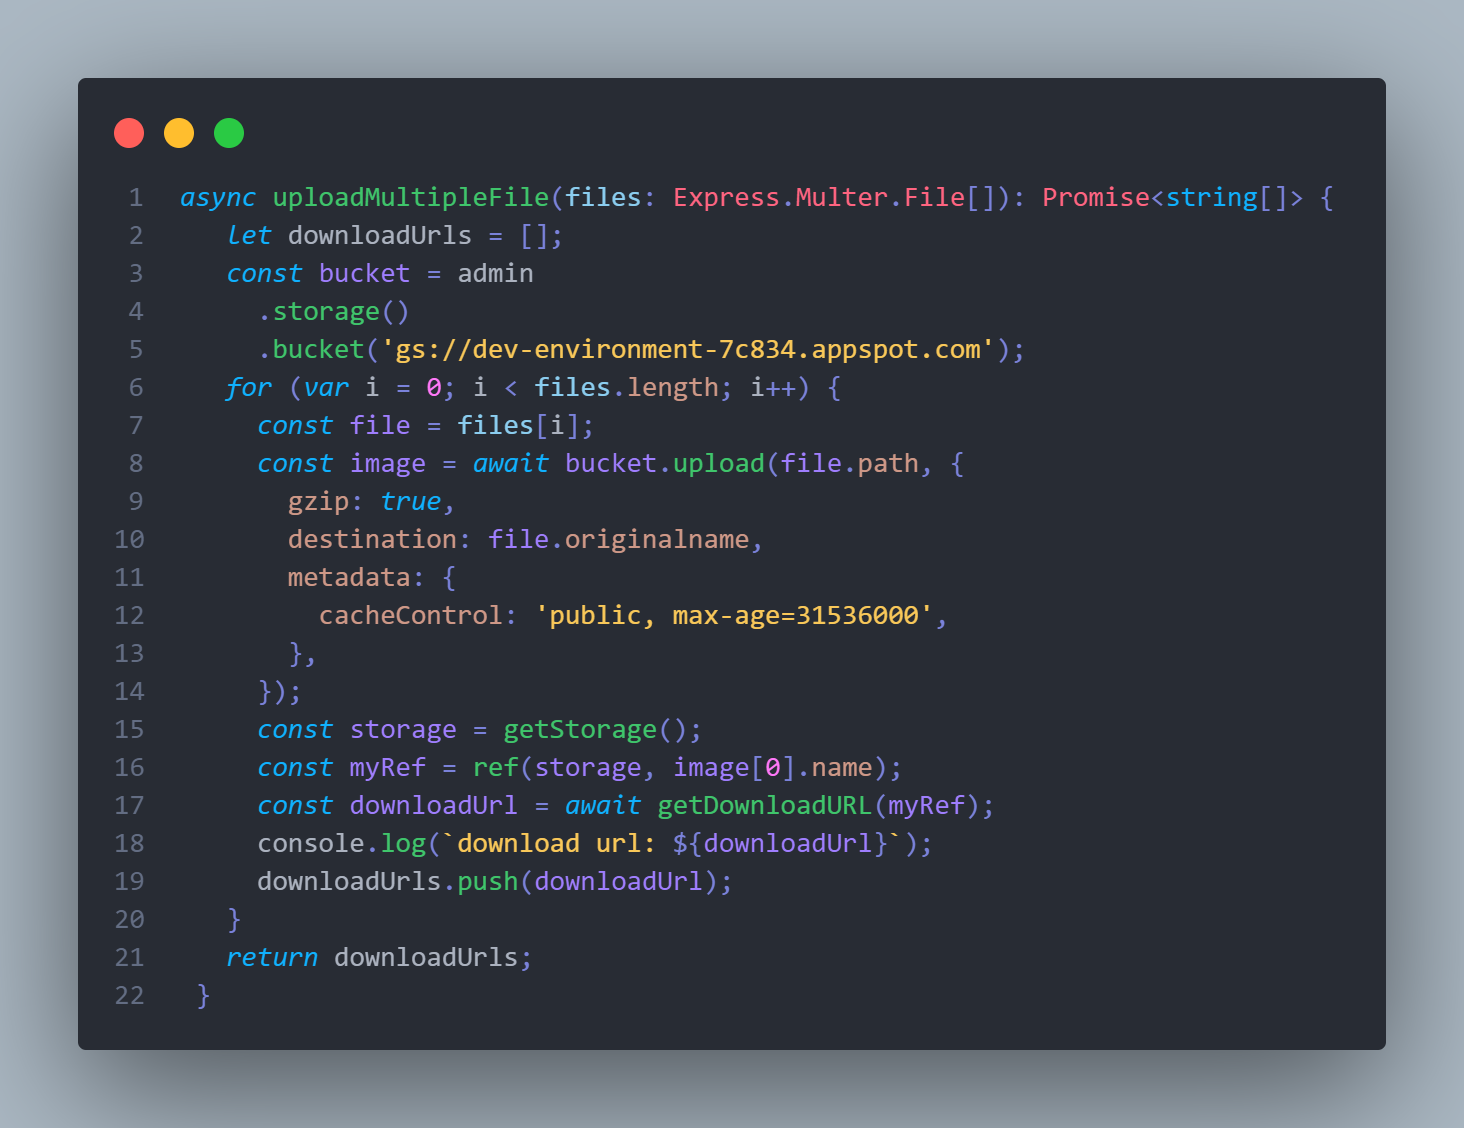 1 async uploadMultipleFile(files: Express.Multer.File[]): Promise<string[]> {
2 let downloadUrls = [];
3 const bucket = admin
4 .storage()
5 .bucket('gs://dev-environment-7c834.appspot.com');
6 for (var i = 0; i < files.length; i++) {
7 const file = files[i];
8 const image = await bucket.upload(file.path, {
9 gzip: true,
10 destination: file.originalname,
11 metadata: {
12 cacheControl: 'public, max-age=31536000',
13 },
14 });
15 const storage = getStorage();
16 const myRef = ref(storage, image[0].name);
17 const downloadUrl = await getDownloadURL(myRef);
18 console.log(`download url: ${downloadUrl}`);
19 downloadUrls.push(downloadUrl);
20 }
21 return downloadUrls;
22 }